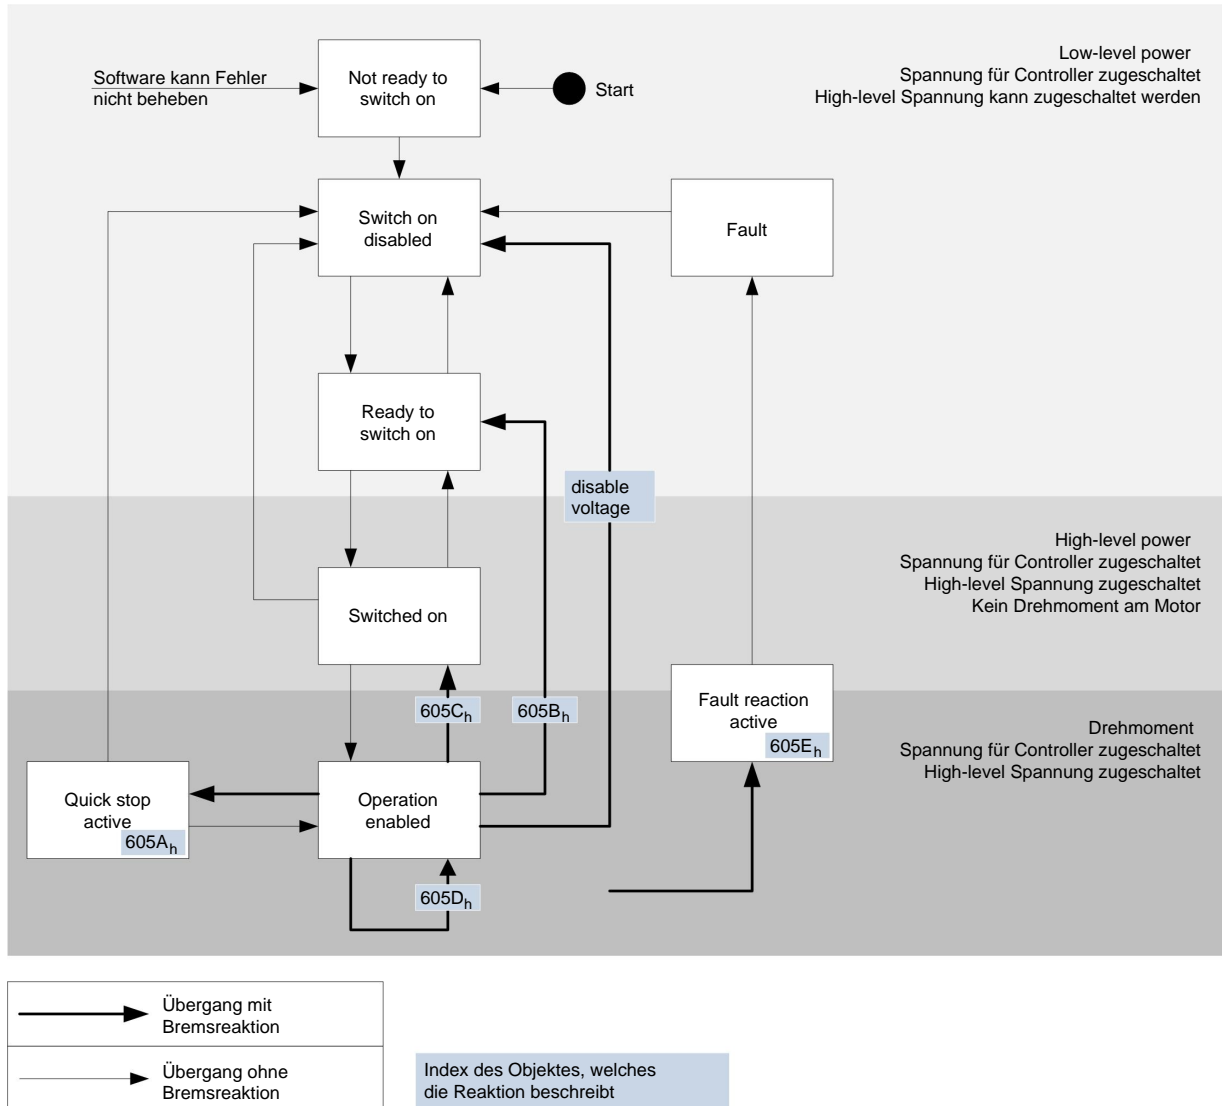 Low-level power
Spannung für Controller zugeschaltet
High-level Spannung kann zugeschaltet werden
Software kann Fehler
nicht beheben
Not ready to
switch on
Start
Switch on
disabled
Fault
Ready to
switch on
disable
voltage
High-level power
Spannung für Controller zugeschaltet
High-level Spannung zugeschaltet
Kein Drehmoment am Motor
Switched on
605Ch
605Bh
Fault reaction
active
605Eh
Drehmoment
Spannung für Controller zugeschaltet
High-level Spannung zugeschaltet
Quick stop
active
605Ah
Operation
enabled
605Dh
Übergang mit
Bremsreaktion
Übergang ohne
Bremsreaktion
Index des Objektes, welches
die Reaktion beschreibt